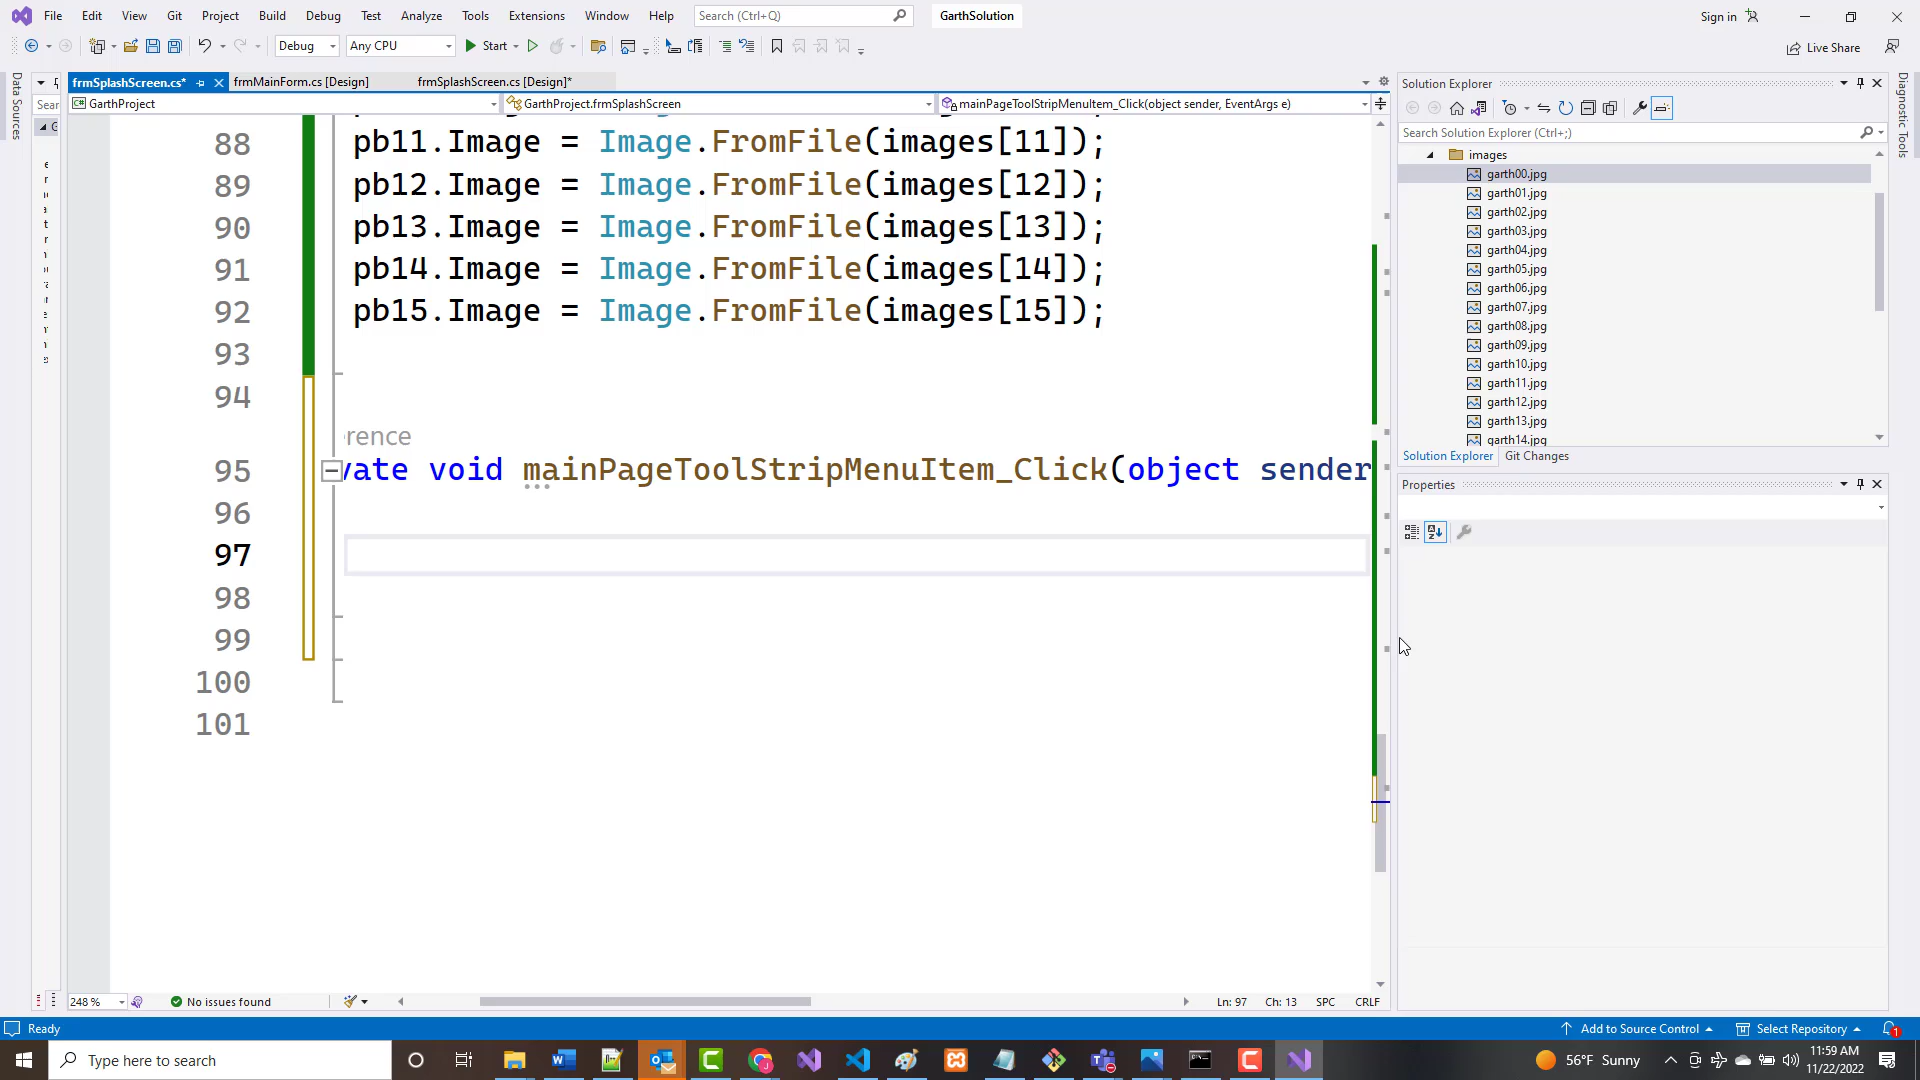 File Edit View Git Project Build Debug Test Analyze Tools Extensions Window Help Search (Ctrl+Q) GarthSolution Sign in
Debug Any CPU Start Live Share
Data Sources
frmSplashScreen.cs* frmMainForm.cs [Design] frmSplashScreen.cs [Design]*
Sear
GarthProject GarthProject.frmSplashScreen mainPageToolStripMenuItem_Click(object sender, EventArgs e)
88 pb11.Image = Image.FromFile(images[11]);
89 pb12.Image = Image.FromFile(images[12]);
90 pb13.Image = Image.FromFile(images[13]);
91 pb14.Image = Image.FromFile(images[14]);
92 pb15.Image = Image.FromFile(images[15]);
93
94
erence
95 vate void mainPageToolStripMenuItem_Click(object sender
96
97
98
99
100
101
248 % No issues found Ln: 97 Ch: 13 SPC CRLF
Solution Explorer
Search Solution Explorer (Ctrl+;)
images
garth00.jpg
garth01.jpg
garth02.jpg
garth03.jpg
garth04.jpg
garth05.jpg
garth06.jpg
garth07.jpg
garth08.jpg
garth09.jpg
garth10.jpg
garth11.jpg
garth12.jpg
garth13.jpg
garth14.jpg
Solution Explorer Git Changes
Properties
Diagnostic Tools
Ready Add to Source Control Select Repository 1
Type here to search 56°F Sunny 11:59 AM
11/22/2022